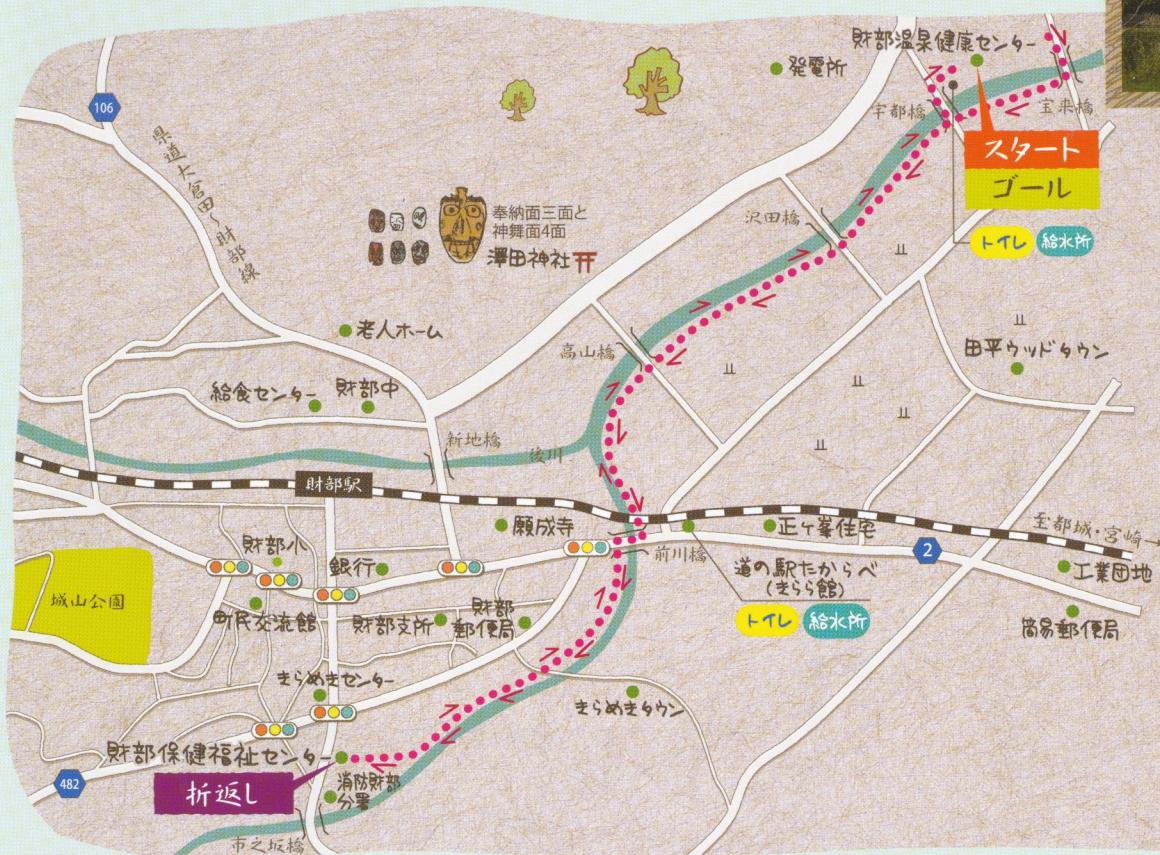 財部温泉健康センター
発電所
宇都橋
宝来橋
スタート
ゴール
トイレ 給水所
106
県道大倉田~財部線
奉納面三面と
神舞面4面
澤田神社
沢田橋
老人ホーム
高山橋
田平ウッドタウン
給食センター
財部中
新地橋
後川
財部駅
願成寺
正ヶ峯住宅
至都城・宮崎→
前川橋
2
道の駅たからべ
(きらら館)
トイレ 給水所
工業団地
簡易郵便局
財部小
銀行
城山公園
町民交流館
財部支所
財部
郵便局
きらめきセンター
きらめきタウン
財部保健福祉センター
折返し
消防財部
分署
482
市之坂橋